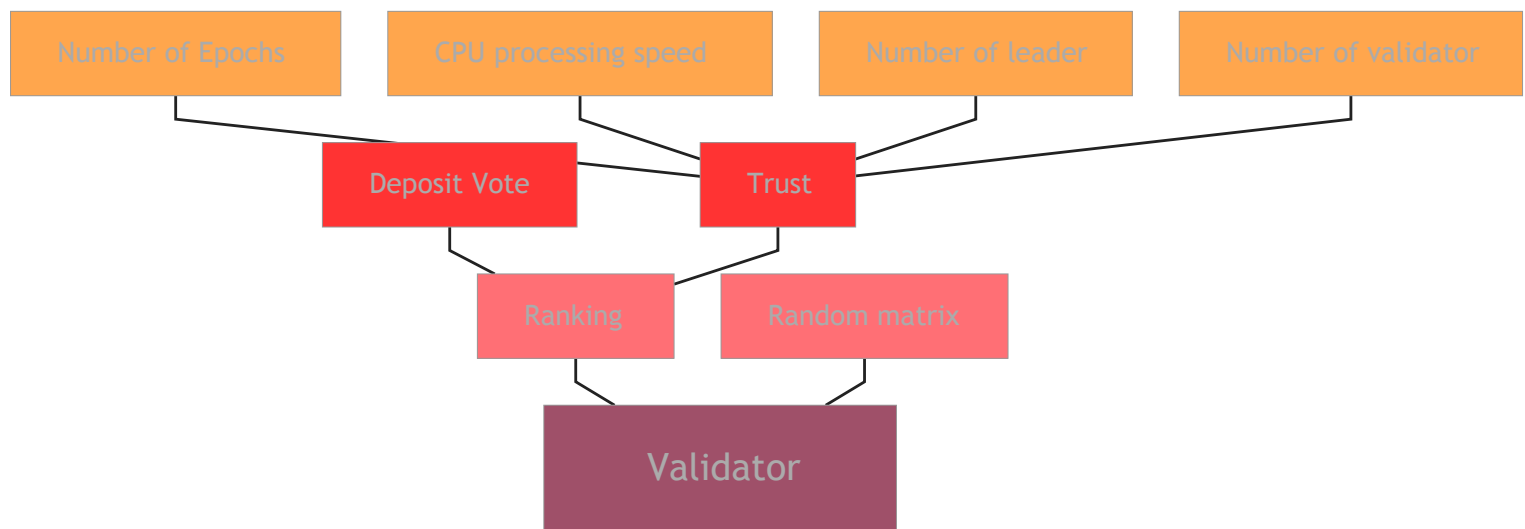 Number of Epochs
CPU processing speed
Number of leader
Number of validator
Deposit Vote
Trust
Ranking
Random matrix
Validator